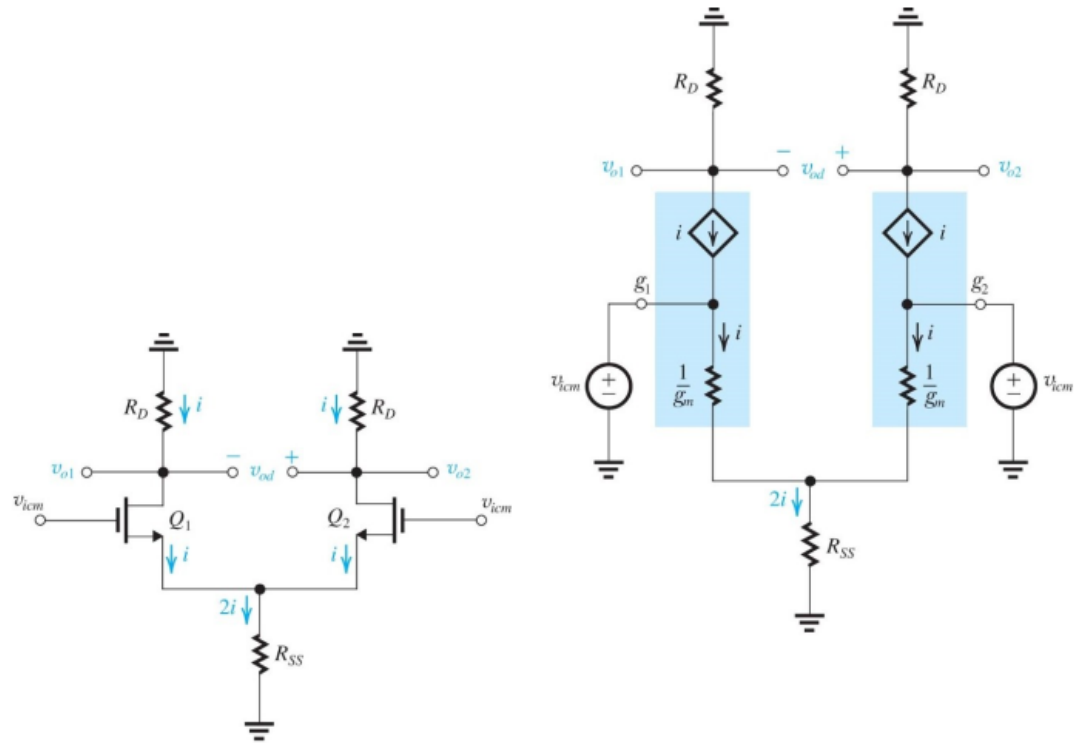 R_D
R_D
v_o1 − v_od + v_o2
i
i
g_1
g_2
i
i
v_icm + −
1/g_m
1/g_m
+ − v_icm
2i
R_SS
R_D i
i R_D
v_o1 − v_od + v_o2
v_icm
v_icm
Q_1
Q_2
i
i
2i
R_SS